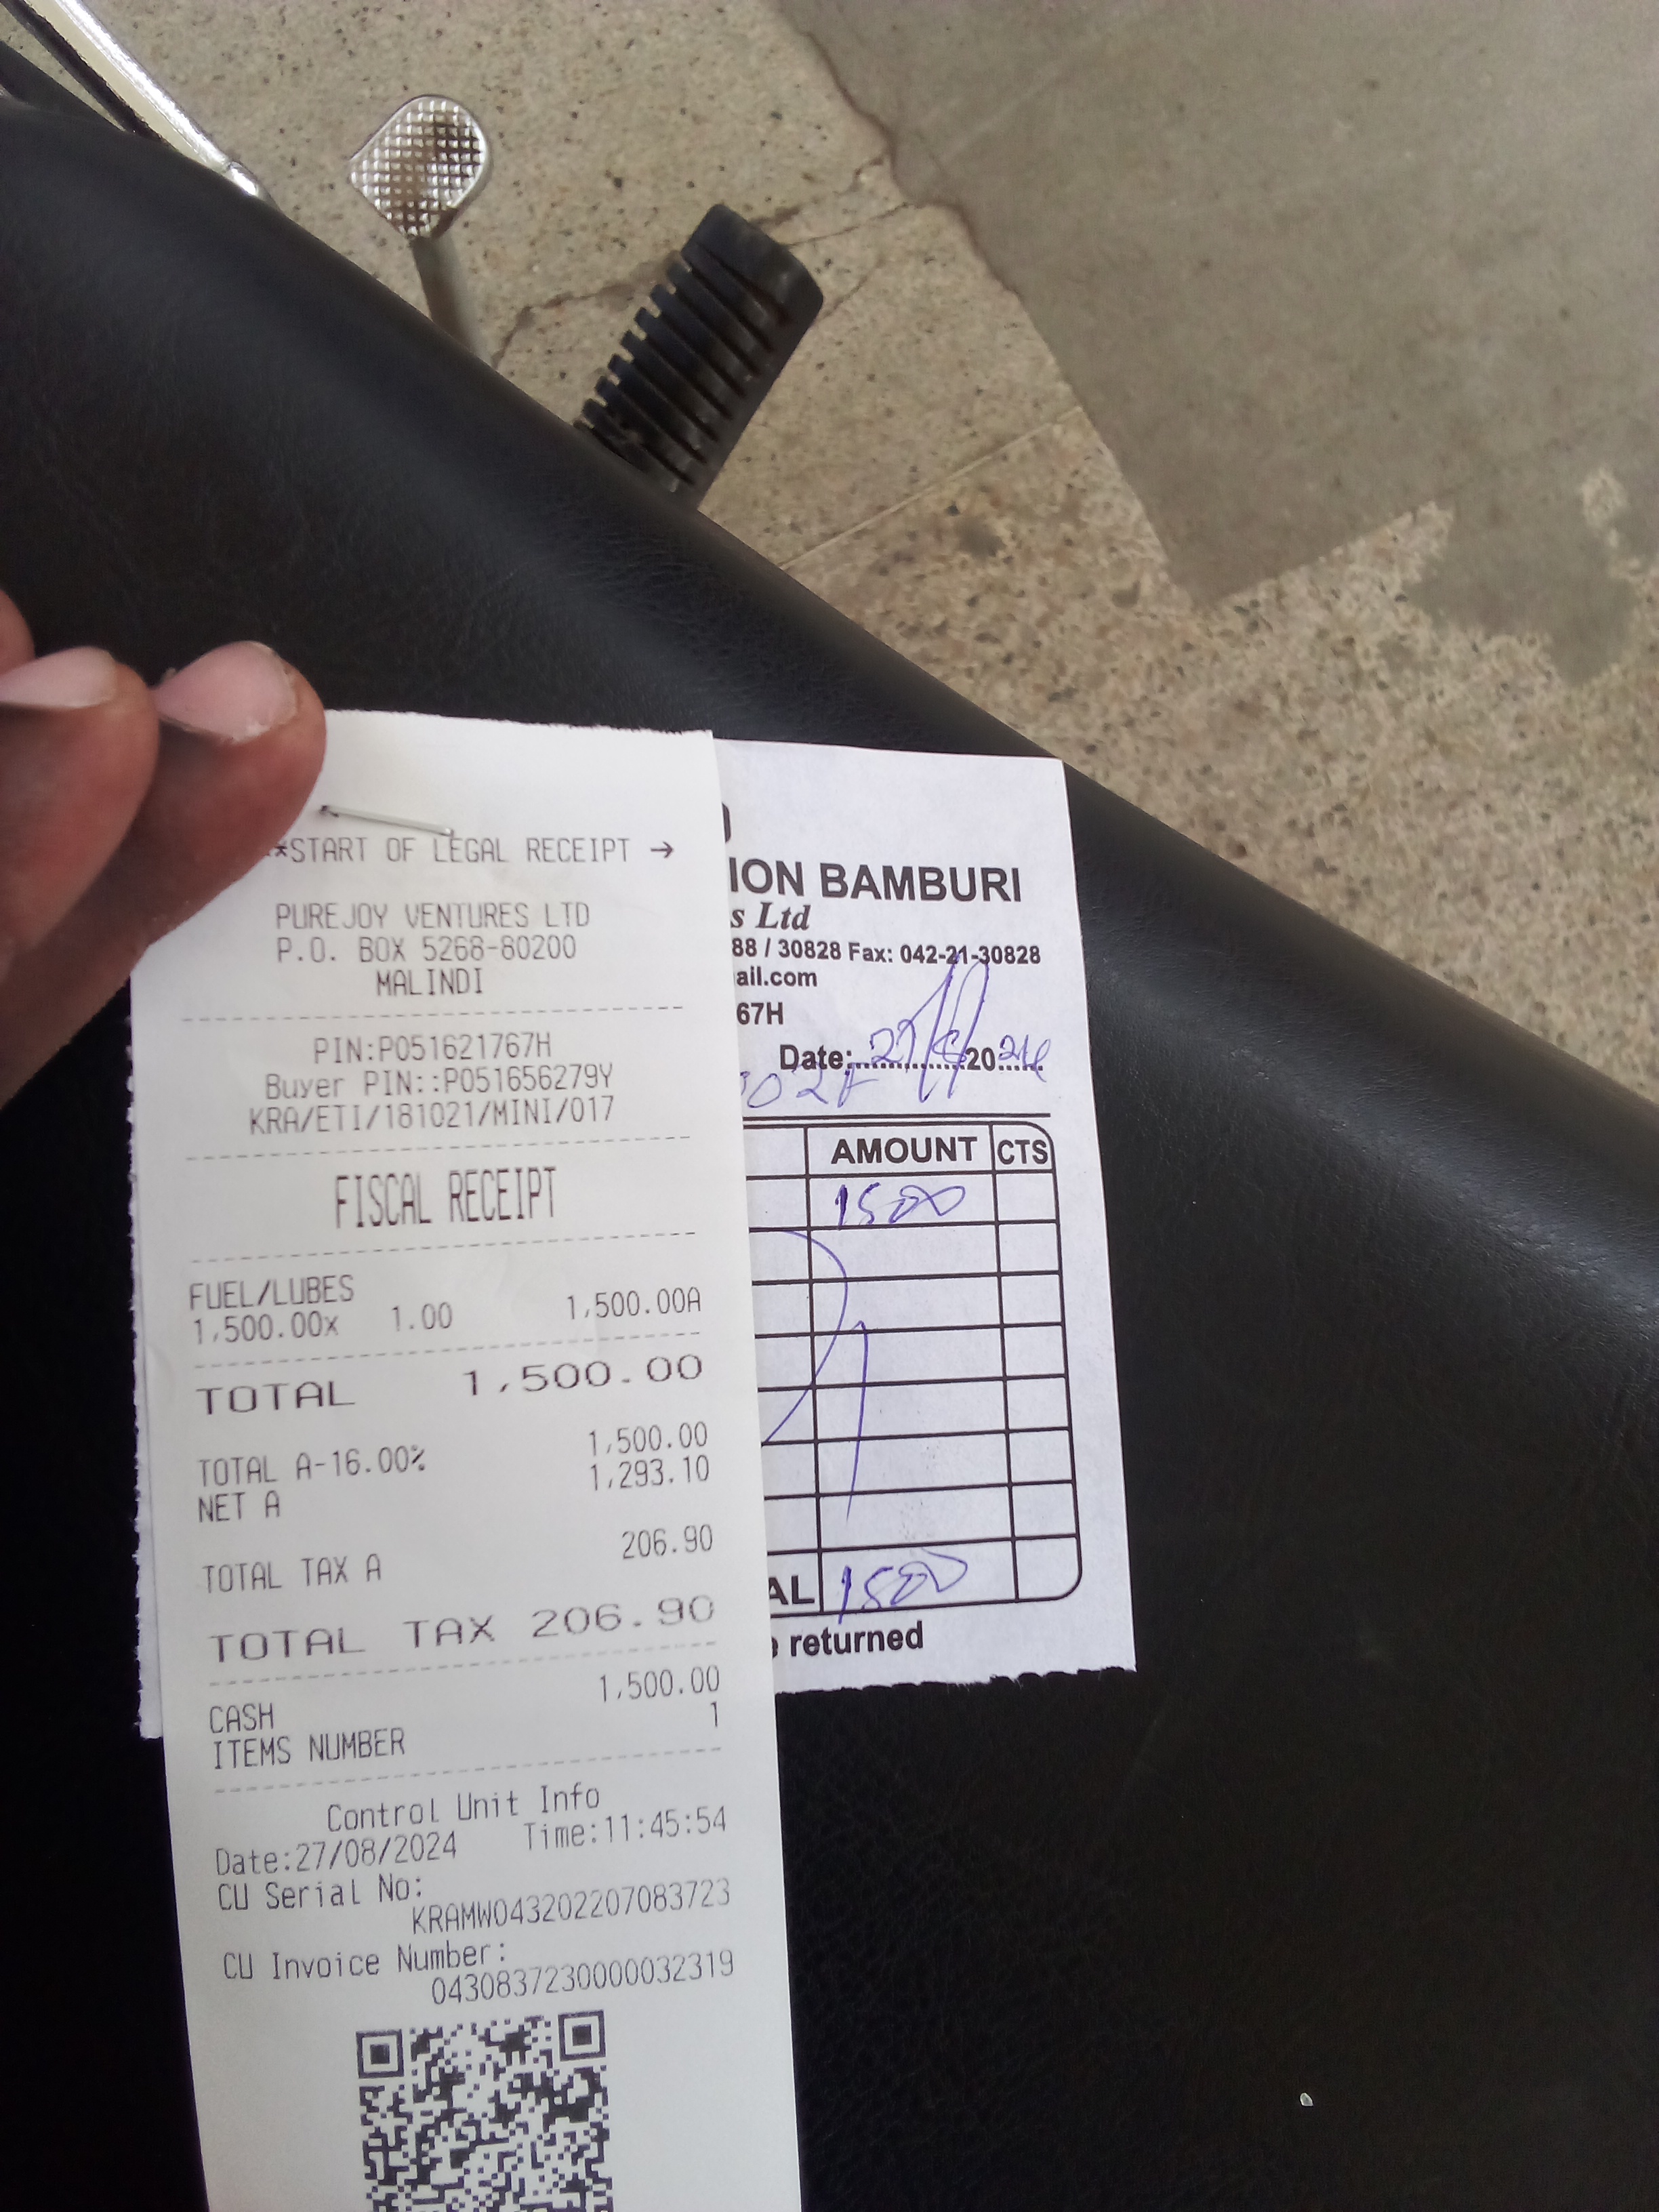 *START OF LEGAL RECEIPT →
PUREJOY VENTURES LTD
P.O. BOX 5268-80200
MALINDI
PIN:P051621767H
Buyer PIN::P051656279Y
KRA/ETI/181021/MINI/017
FISCAL RECEIPT
FUEL/LUBES
1,500.00x 1.00 1,500.00A
TOTAL 1,500.00
TOTAL A-16.00% 1,500.00
NET A 1,293.10
TOTAL TAX A 206.90
TOTAL TAX 206.90
CASH 1,500.00
ITEMS NUMBER 1
Control Unit Info
Date:27/08/2024 Time:11:45:54
CU Serial No:
KRAMW043202207083723
CU Invoice Number:
0430837230000032319
ION BAMBURI
s Ltd
88 / 30828 Fax: 042-21-30828
ail.com
67H
Date: 27/8/2024
AMOUNT CTS
1500
AL 1500
returned